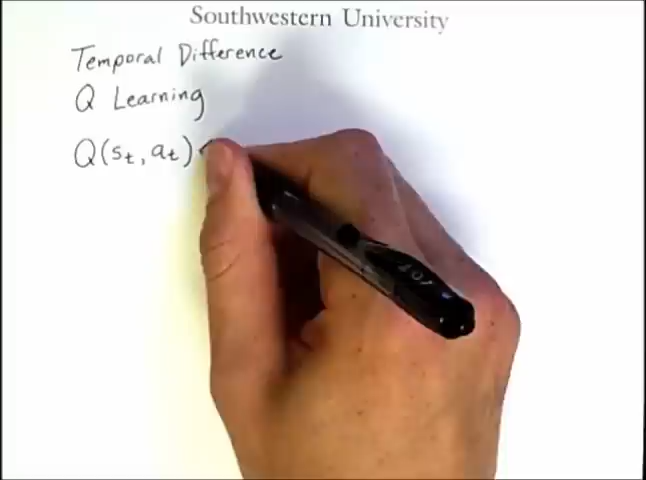 Southwestern University
Temporal Difference
Q Learning
Q(st, at)